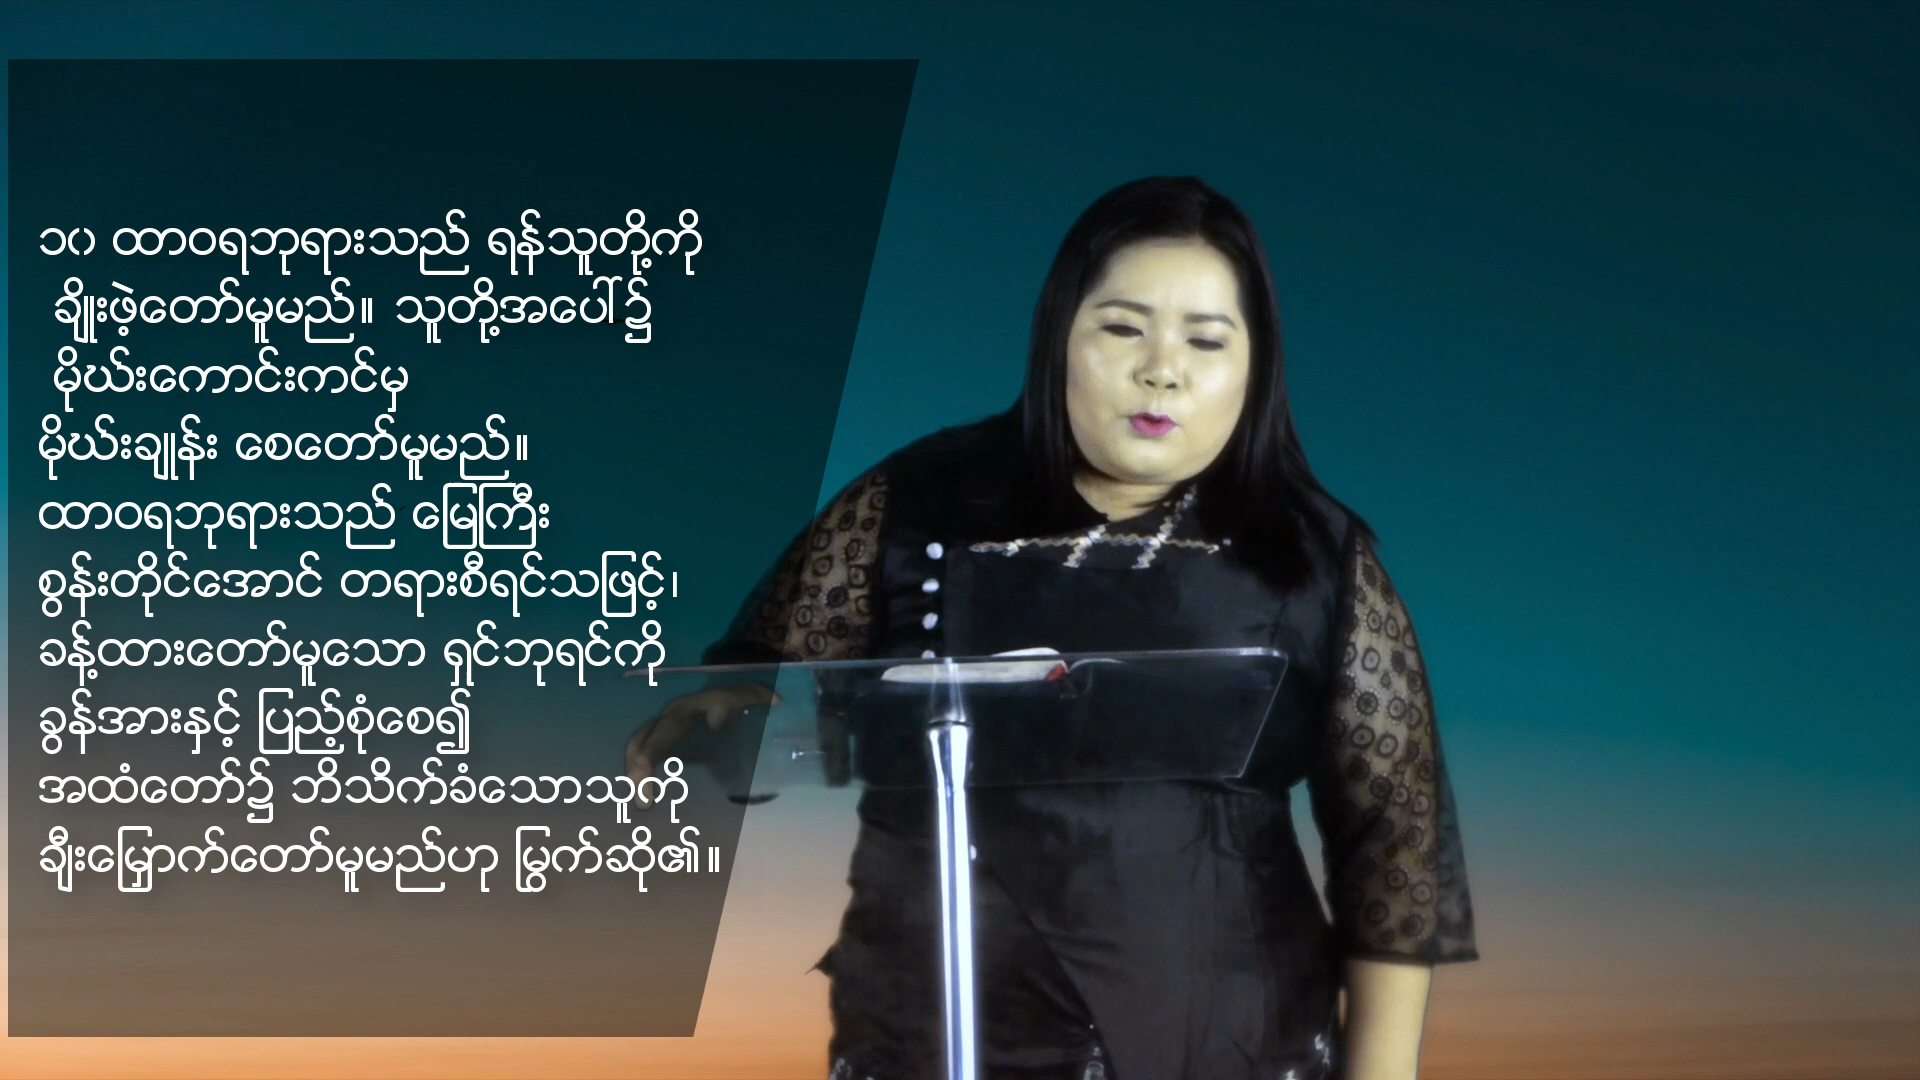 ၁၀ ထာဝရဘုရားသည် ရန်သူတို့ကို
ချိုးဖဲ့တော်မူမည်။ သူတို့အပေါ်၌
မိုဃ်းကောင်းကင်မှ
မိုဃ်းချုန်း စေတော်မူမည်။
ထာဝရဘုရားသည် မြေကြီး
စွန်းတိုင်အောင် တရားစီရင်သဖြင့်၊
ခန့်ထားတော်မူသော ရှင်ဘုရင်ကို
ခွန်အားနှင့် ပြည့်စုံစေ၍
အထံတော်၌ ဘိသိက်ခံသောသူကို
ချီးမြှောက်တော်မူမည်ဟု မြွက်ဆို၏။